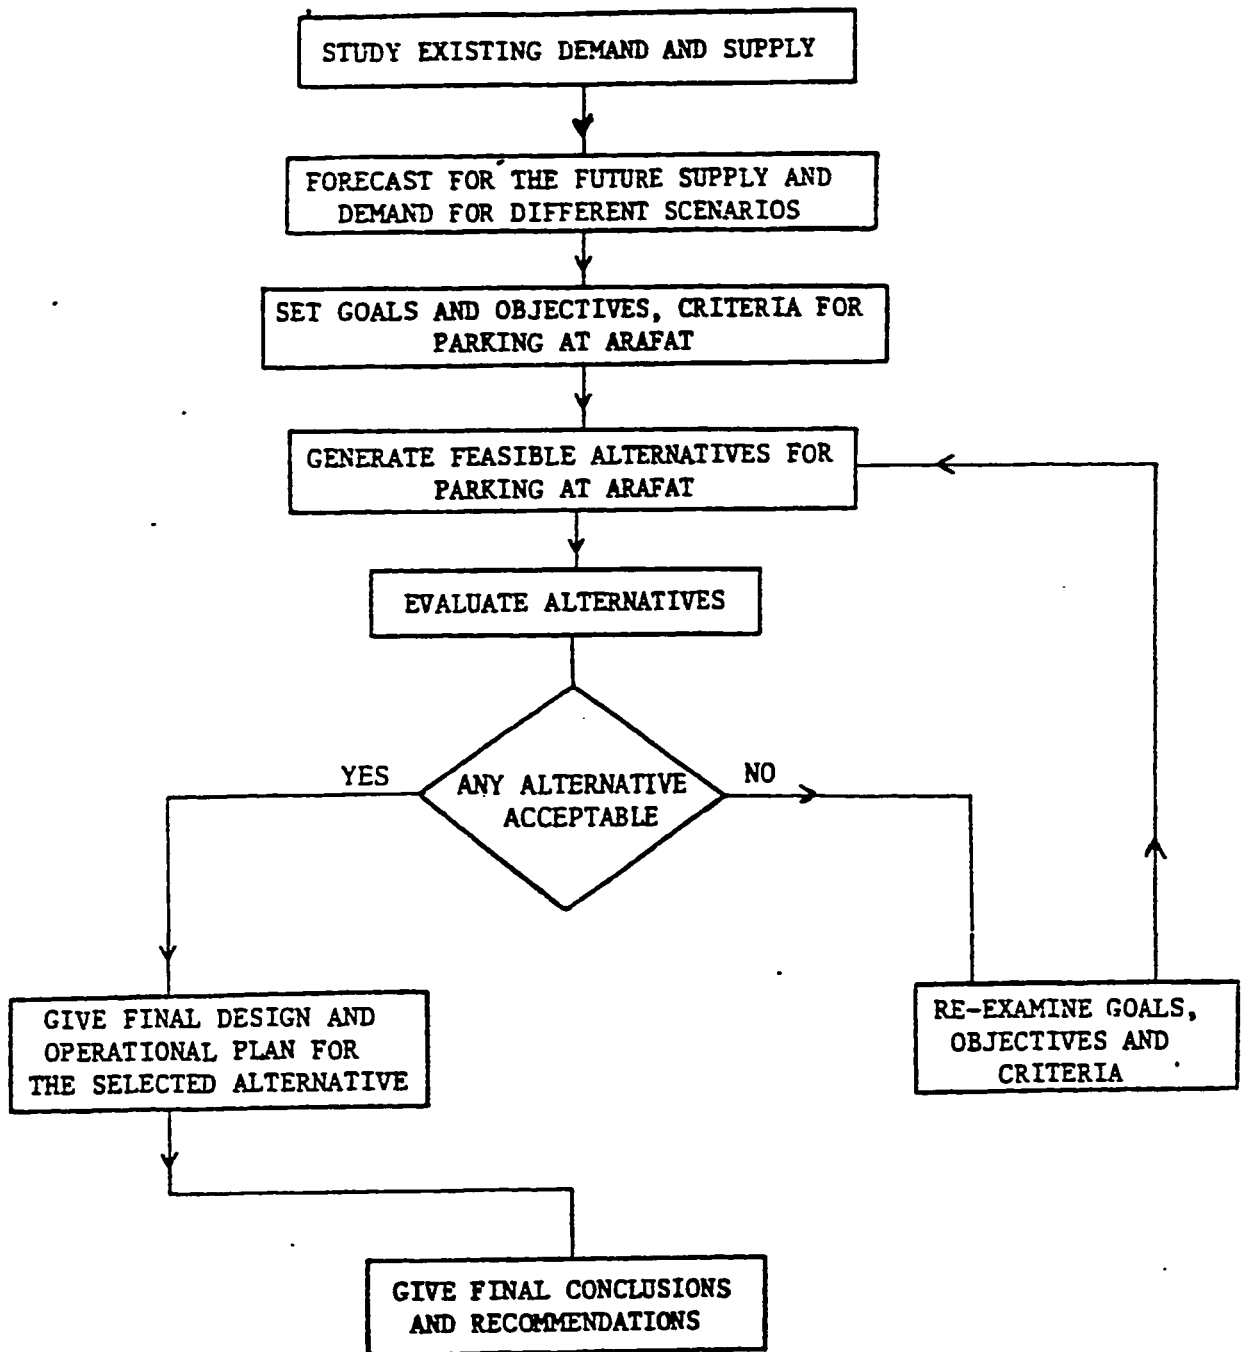 STUDY EXISTING DEMAND AND SUPPLY
FORECAST FOR THE FUTURE SUPPLY AND
DEMAND FOR DIFFERENT SCENARIOS
SET GOALS AND OBJECTIVES, CRITERIA FOR
PARKING AT ARAFAT
GENERATE FEASIBLE ALTERNATIVES FOR
PARKING AT ARAFAT
EVALUATE ALTERNATIVES
YES
ANY ALTERNATIVE
ACCEPTABLE
NO
GIVE FINAL DESIGN AND
OPERATIONAL PLAN FOR
THE SELECTED ALTERNATIVE
RE-EXAMINE GOALS,
OBJECTIVES AND
CRITERIA
GIVE FINAL CONCLUSIONS
AND RECOMMENDATIONS